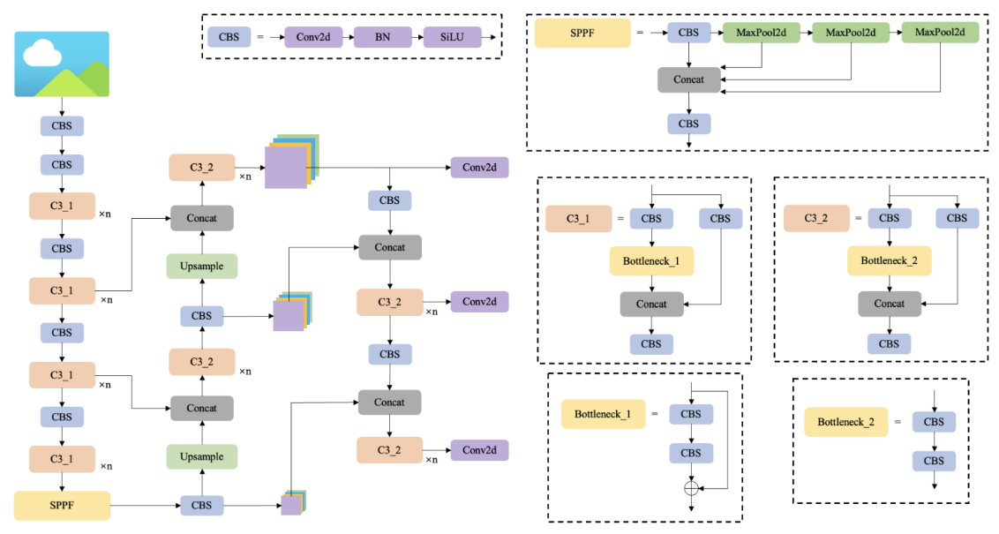 CBS = Conv2d BN SiLU
SPPF = CBS MaxPool2d MaxPool2d MaxPool2d
Concat
CBS
CBS
CBS
C3_1 ×n
CBS
C3_1 ×n
CBS
C3_1 ×n
CBS
C3_1 ×n
SPPF
C3_2 ×n
Concat
Upsample
CBS
C3_2 ×n
Concat
Upsample
CBS
Conv2d
CBS
Concat
C3_2 ×n Conv2d
CBS
Concat
C3_2 ×n Conv2d
C3_1 = CBS CBS
Bottleneck_1
Concat
CBS
C3_2 = CBS CBS
Bottleneck_2
Concat
CBS
Bottleneck_1 = CBS
CBS
Bottleneck_2 = CBS
CBS